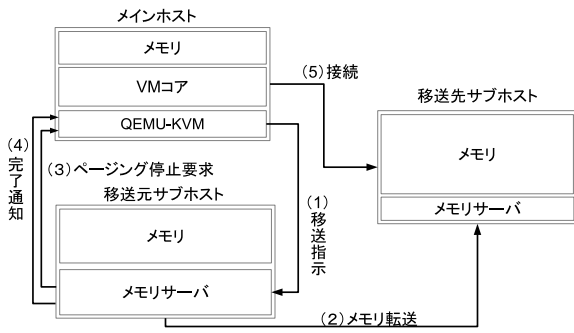 メインホスト
メモリ
VMコア
QEMU-KVM
(5)接続
移送先サブホスト
メモリ
メモリサーバ
(4)完了通知
(3)ページング停止要求
移送元サブホスト
メモリ
メモリサーバ
(1)移送指示
(2)メモリ転送